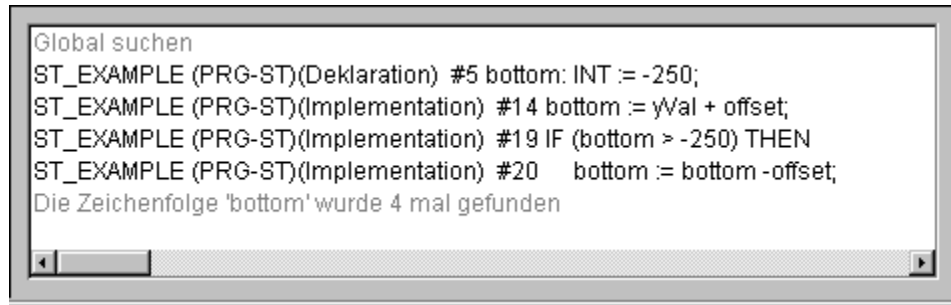 Global suchen
ST_EXAMPLE (PRG-ST)(Deklaration) #5 bottom: INT := -250;
ST_EXAMPLE (PRG-ST)(Implementation) #14 bottom := yVal + offset;
ST_EXAMPLE (PRG-ST)(Implementation) #19 IF (bottom > -250) THEN
ST_EXAMPLE (PRG-ST)(Implementation) #20     bottom := bottom -offset;
Die Zeichenfolge 'bottom' wurde 4 mal gefunden